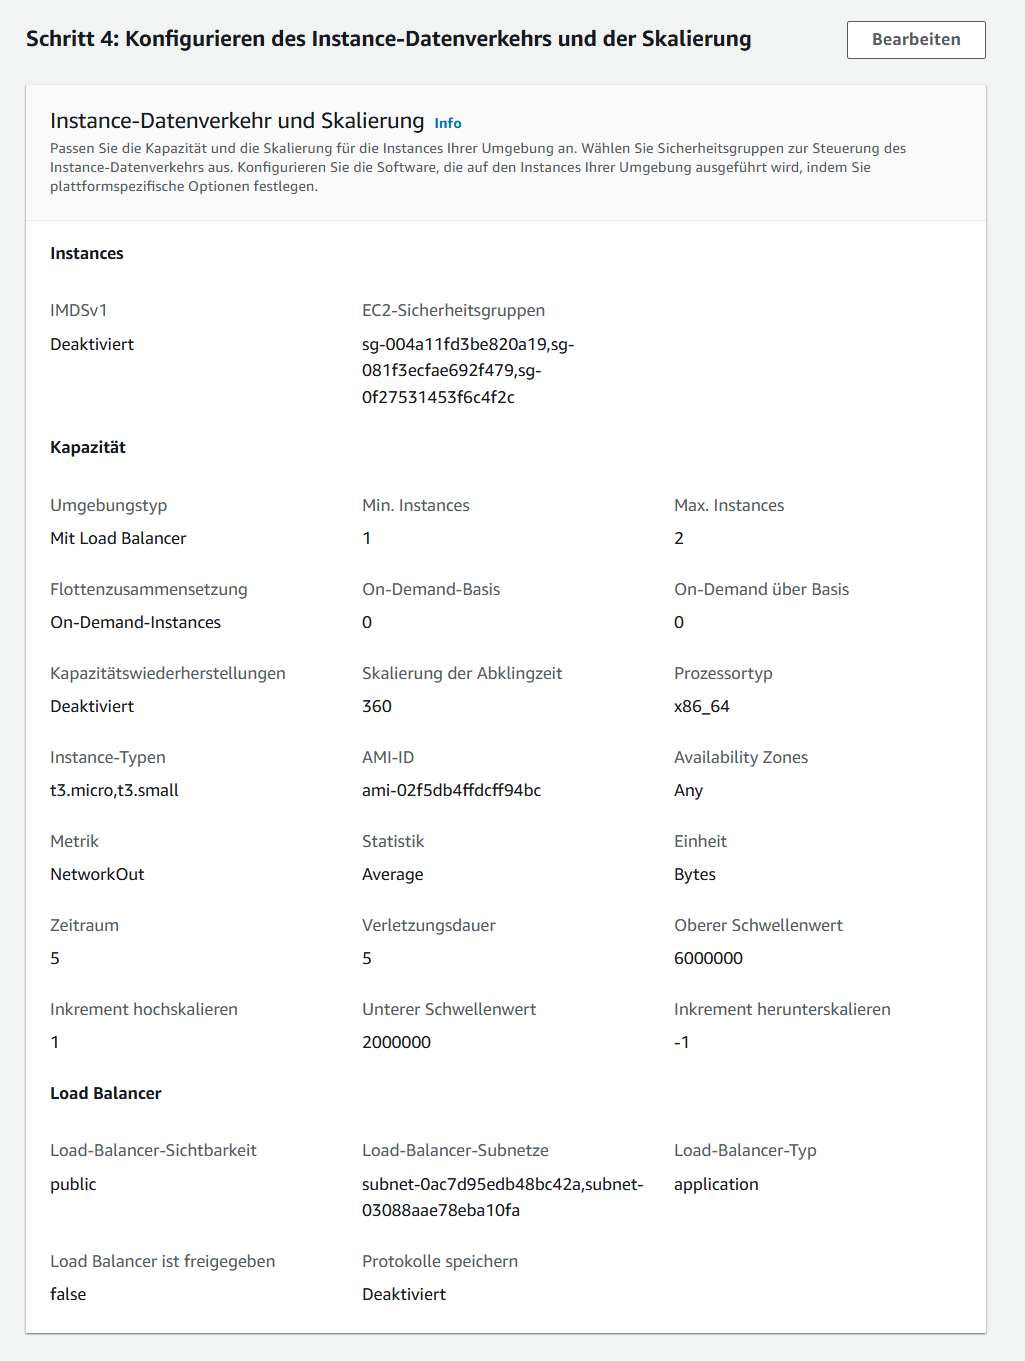 Schritt 4: Konfigurieren des Instance-Datenverkehrs und der Skalierung
Bearbeiten
Instance-Datenverkehr und Skalierung Info
Passen Sie die Kapazität und die Skalierung für die Instances Ihrer Umgebung an. Wählen Sie Sicherheitsgruppen zur Steuerung des
Instance-Datenverkehrs aus. Konfigurieren Sie die Software, die auf den Instances Ihrer Umgebung ausgeführt wird, indem Sie
plattformspezifische Optionen festlegen.
Instances
IMDSv1
Deaktiviert
EC2-Sicherheitsgruppen
sg-004a11fd3be820a19,sg-
081f3ecfae692f479,sg-
0f27531453f6c4f2c
Kapazität
Umgebungstyp
Mit Load Balancer
Min. Instances
1
Max. Instances
2
Flottenzusammensetzung
On-Demand-Instances
On-Demand-Basis
0
On-Demand über Basis
0
Kapazitätswiederherstellungen
Deaktiviert
Skalierung der Abklingzeit
360
Prozessortyp
x86_64
Instance-Typen
t3.micro,t3.small
AMI-ID
ami-02f5db4ffdcff94bc
Availability Zones
Any
Metrik
NetworkOut
Statistik
Average
Einheit
Bytes
Zeitraum
5
Verletzungsdauer
5
Oberer Schwellenwert
6000000
Inkrement hochskalieren
1
Unterer Schwellenwert
2000000
Inkrement herunterskalieren
-1
Load Balancer
Load-Balancer-Sichtbarkeit
public
Load-Balancer-Subnetze
subnet-0ac7d95edb48bc42a,subnet-
03088aae78eba10fa
Load-Balancer-Typ
application
Load Balancer ist freigegeben
false
Protokolle speichern
Deaktiviert